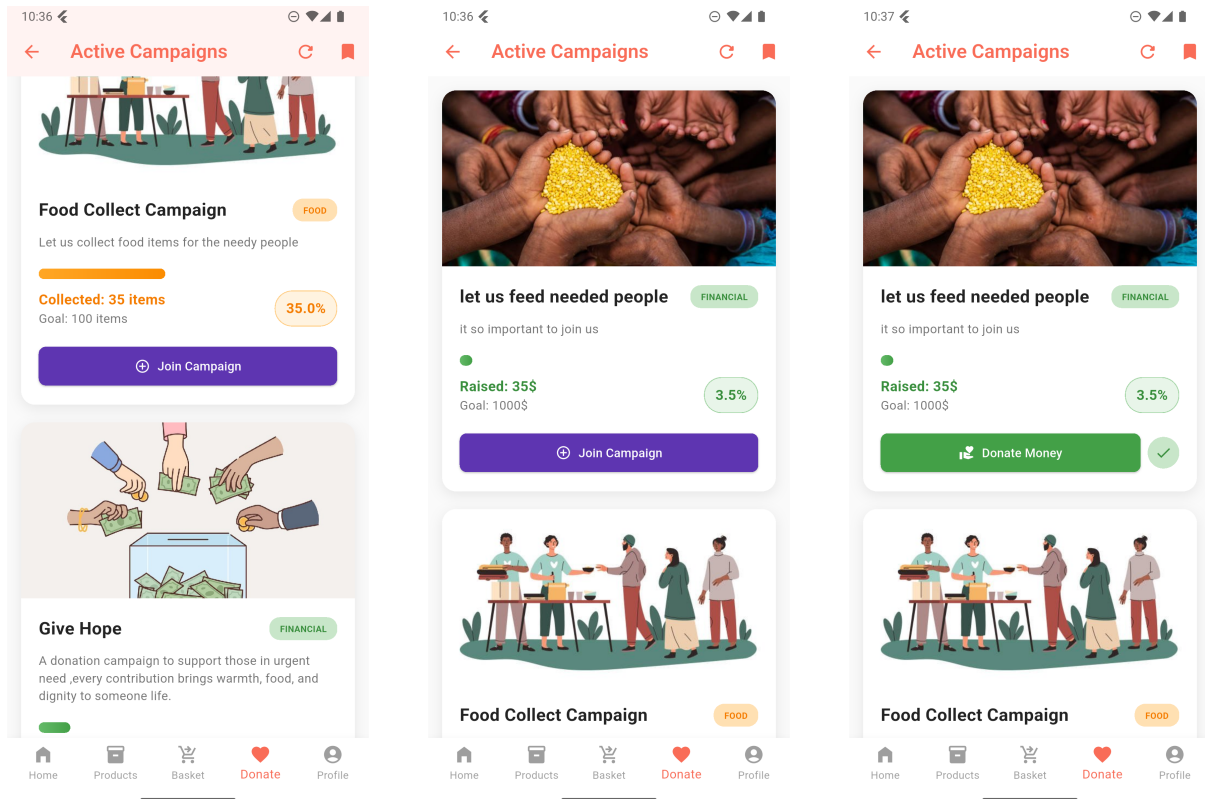 10:36
Active Campaigns
Food Collect Campaign
FOOD
Let us collect food items for the needy people
Collected: 35 items
Goal: 100 items
35.0%
Join Campaign
Give Hope
FINANCIAL
A donation campaign to support those in urgent
need ,every contribution brings warmth, food, and
dignity to someone life.
Home
Products
Basket
Donate
Profile
10:36
Active Campaigns
let us feed needed people
FINANCIAL
it so important to join us
Raised: 35$
Goal: 1000$
3.5%
Join Campaign
Food Collect Campaign
FOOD
Home
Products
Basket
Donate
Profile
10:37
Active Campaigns
let us feed needed people
FINANCIAL
it so important to join us
Raised: 35$
Goal: 1000$
3.5%
Donate Money
Food Collect Campaign
FOOD
Home
Products
Basket
Donate
Profile